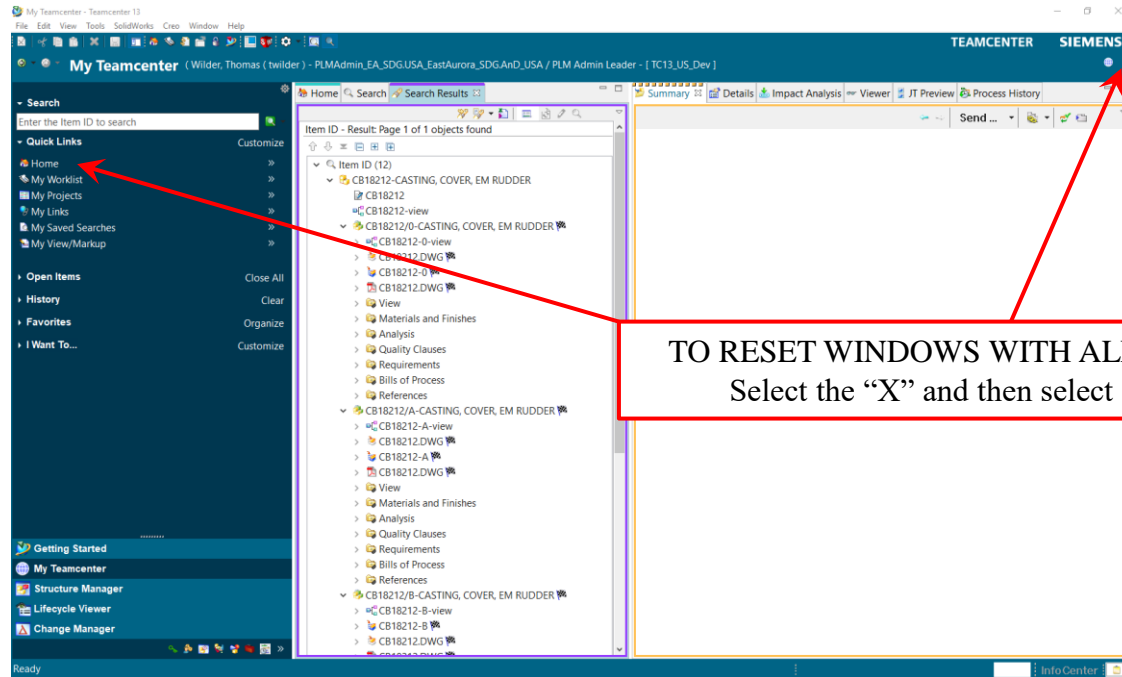 My Teamcenter - Teamcenter 13
File Edit View Tools SolidWorks Creo Window Help
TEAMCENTER SIEMENS
My Teamcenter ( Wilder, Thomas ( twilder ) - PLMAdmin_EA_SDG.USA_EastAurora_SDG.AnD_USA / PLM Admin Leader - [ TC13_US_Dev ]
Search
Enter the Item ID to search
Quick Links Customize
Home
My Worklist
My Projects
My Links
My Saved Searches
My View/Markup
Open Items Close All
History Clear
Favorites Organize
I Want To... Customize
Getting Started
My Teamcenter
Structure Manager
Lifecycle Viewer
Change Manager
Home Search Search Results
Item ID - Result: Page 1 of 1 objects found
Item ID (12)
CB18212-CASTING, COVER, EM RUDDER
CB18212
CB18212-view
CB18212/0-CASTING, COVER, EM RUDDER
CB18212-0-view
CB18212.DWG
CB18212-0
CB18212.DWG
View
Materials and Finishes
Analysis
Quality Clauses
Requirements
Bills of Process
References
CB18212/A-CASTING, COVER, EM RUDDER
CB18212-A-view
CB18212.DWG
CB18212-A
CB18212.DWG
View
Materials and Finishes
Analysis
Quality Clauses
Requirements
Bills of Process
References
CB18212/B-CASTING, COVER, EM RUDDER
CB18212-B-view
CB18212-B
CB18212.DWG
Summary Details Impact Analysis Viewer JT Preview Process History
Send ...
TO RESET WINDOWS WITH AL
Select the “X” and then select
Ready
InfoCenter